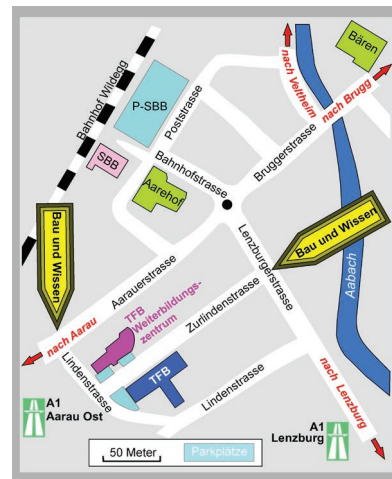 Bären
nach Veltheim
nach Brugg
Bahnhof Wildegg
P-SBB
Poststrasse
SBB
Bahnhofstrasse
Bruggerstrasse
Aarehof
Bau und Wissen
Bau und Wissen
Aabach
Lenzburgerstrasse
Aarauerstrasse
TFB
Weiterbildungs-
zentrum
Zurlindenstrasse
nach Aarau
Lindenstrasse
TFB
Lindenstrasse
nach Lenzburg
A1
Aarau Ost
A1
Lenzburg
50 Meter
Parkplätze